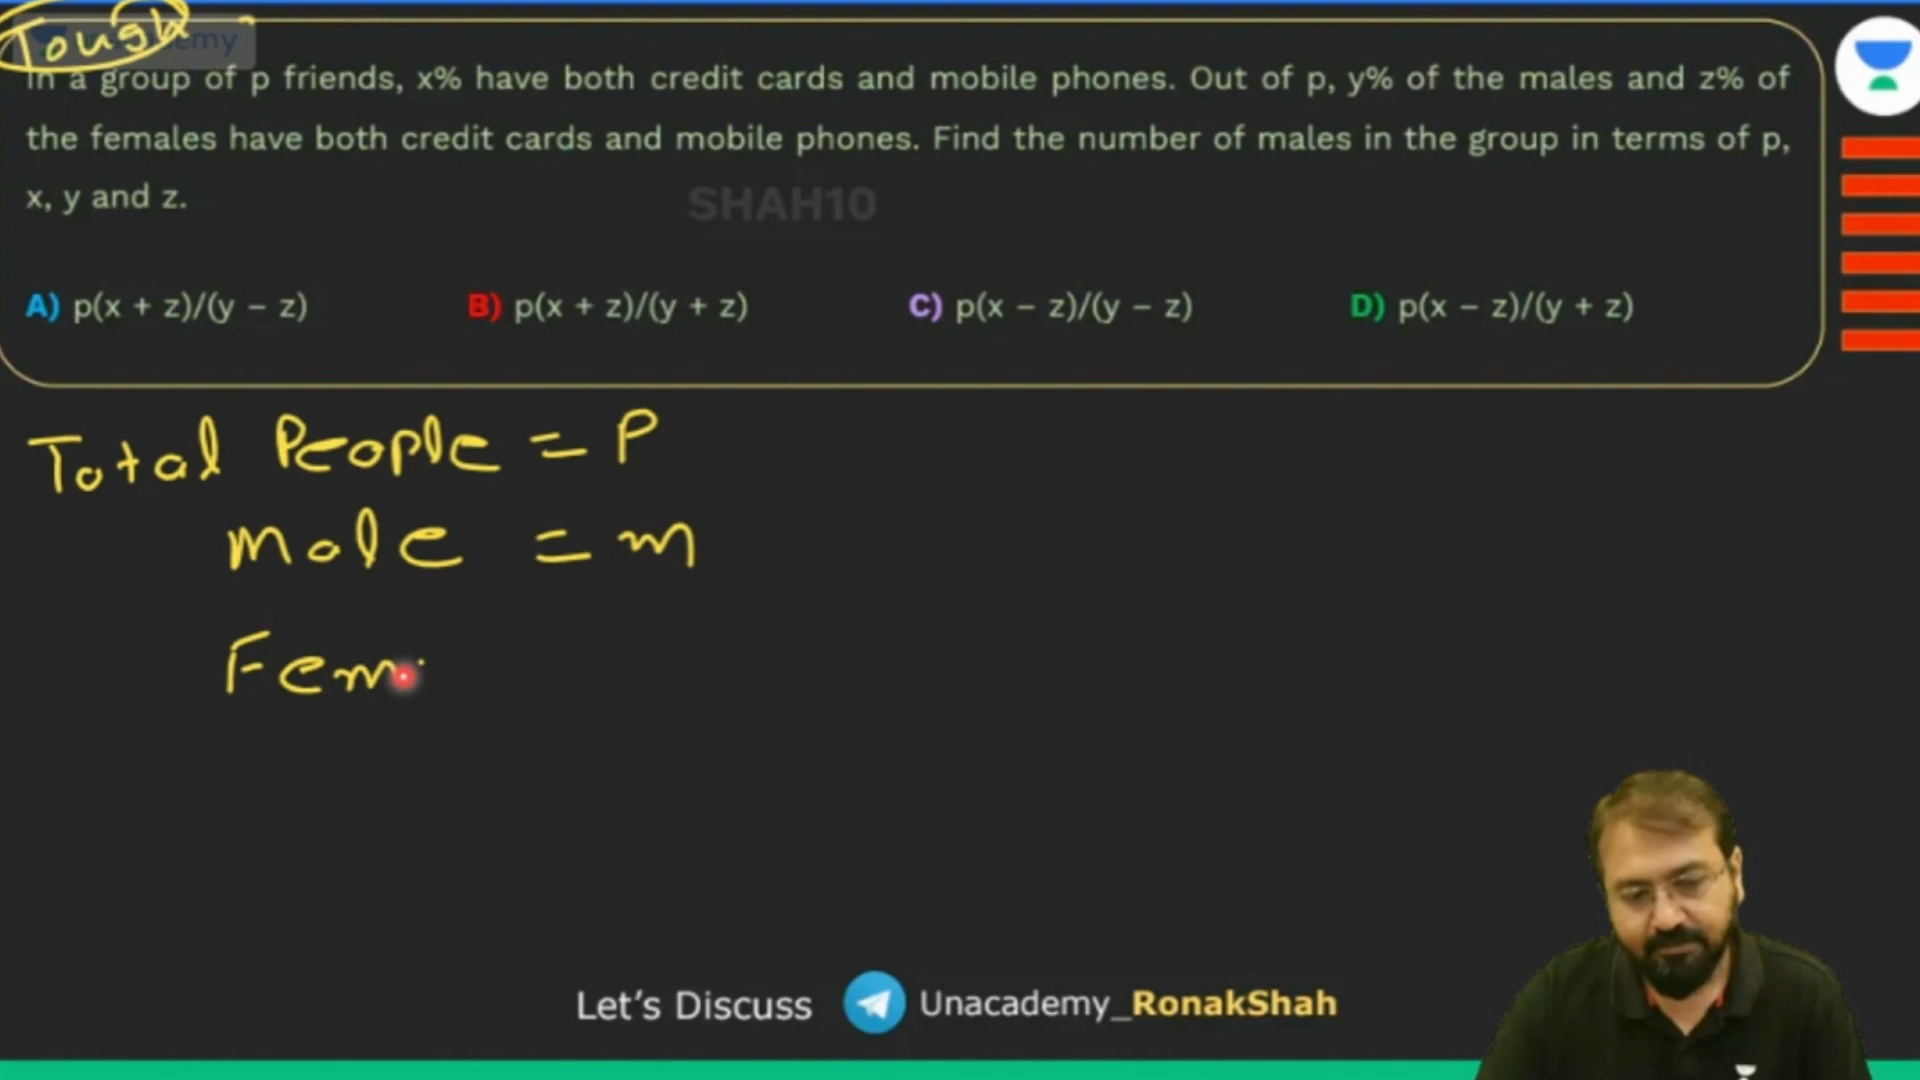 Tough
In a group of p friends, x% have both credit cards and mobile phones. Out of p, y% of the males and z% of
the females have both credit cards and mobile phones. Find the number of males in the group in terms of p,
x, y and z.
SHAH10
A) p(x + z)/(y – z) B) p(x + z)/(y + z) C) p(x – z)/(y – z) D) p(x – z)/(y + z)
Total People = P
male = m
Fem
Let’s Discuss Unacademy_RonakShah